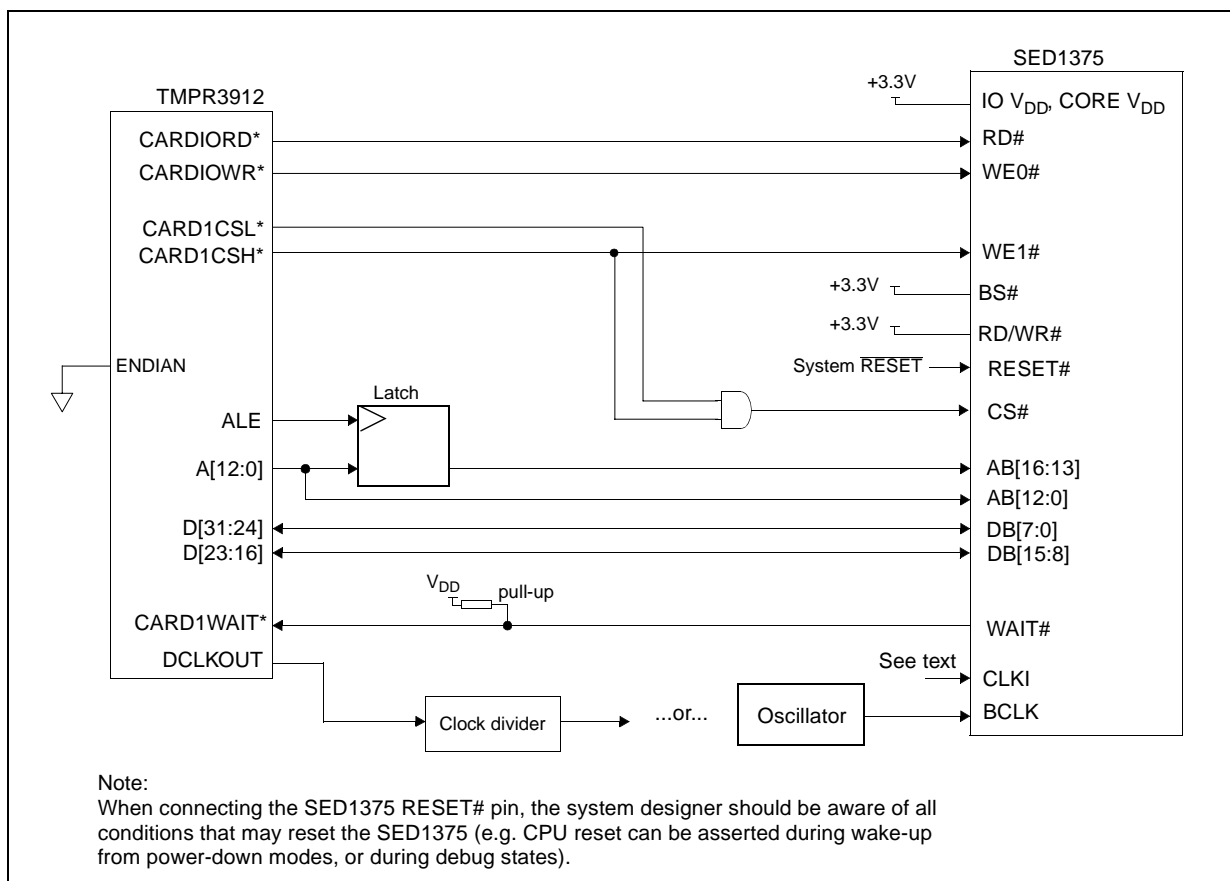 SED1375
TMPR3912
+3.3V
IO VDD, CORE VDD
CARDIORD*
RD#
CARDIOWR*
WE0#
CARD1CSL*
CARD1CSH*
WE1#
+3.3V
BS#
+3.3V
RD/WR#
ENDIAN
System RESET
RESET#
Latch
ALE
CS#
A[12:0]
AB[16:13]
AB[12:0]
D[31:24]
DB[7:0]
D[23:16]
DB[15:8]
VDD
pull-up
CARD1WAIT*
WAIT#
DCLKOUT
See text
CLKI
Clock divider
...or...
Oscillator
BCLK
Note:
When connecting the SED1375 RESET# pin, the system designer should be aware of all
conditions that may reset the SED1375 (e.g. CPU reset can be asserted during wake-up
from power-down modes, or during debug states).